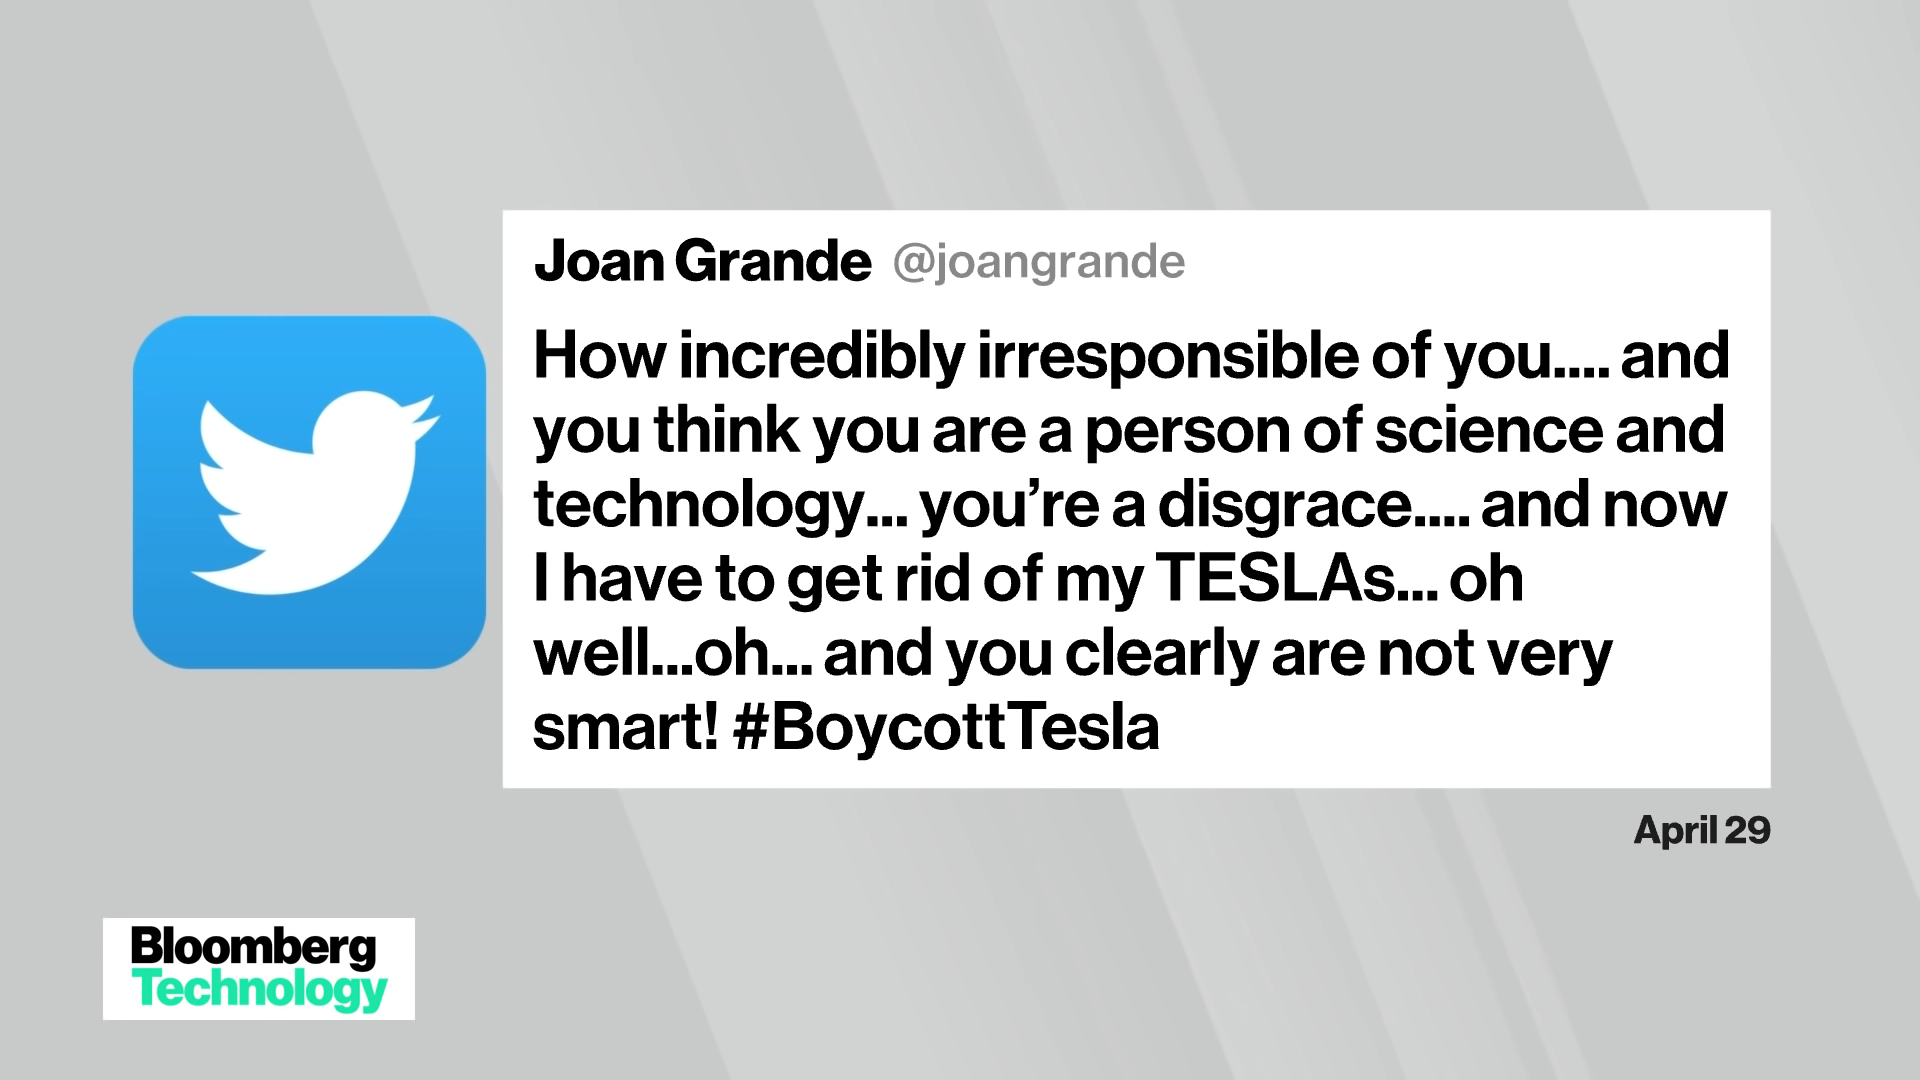 Joan Grande @joangrande
How incredibly irresponsible of you.... and
you think you are a person of science and
technology... you’re a disgrace.... and now
I have to get rid of my TESLAs... oh
well...oh... and you clearly are not very
smart! #BoycottTesla
April 29
Bloomberg
Technology